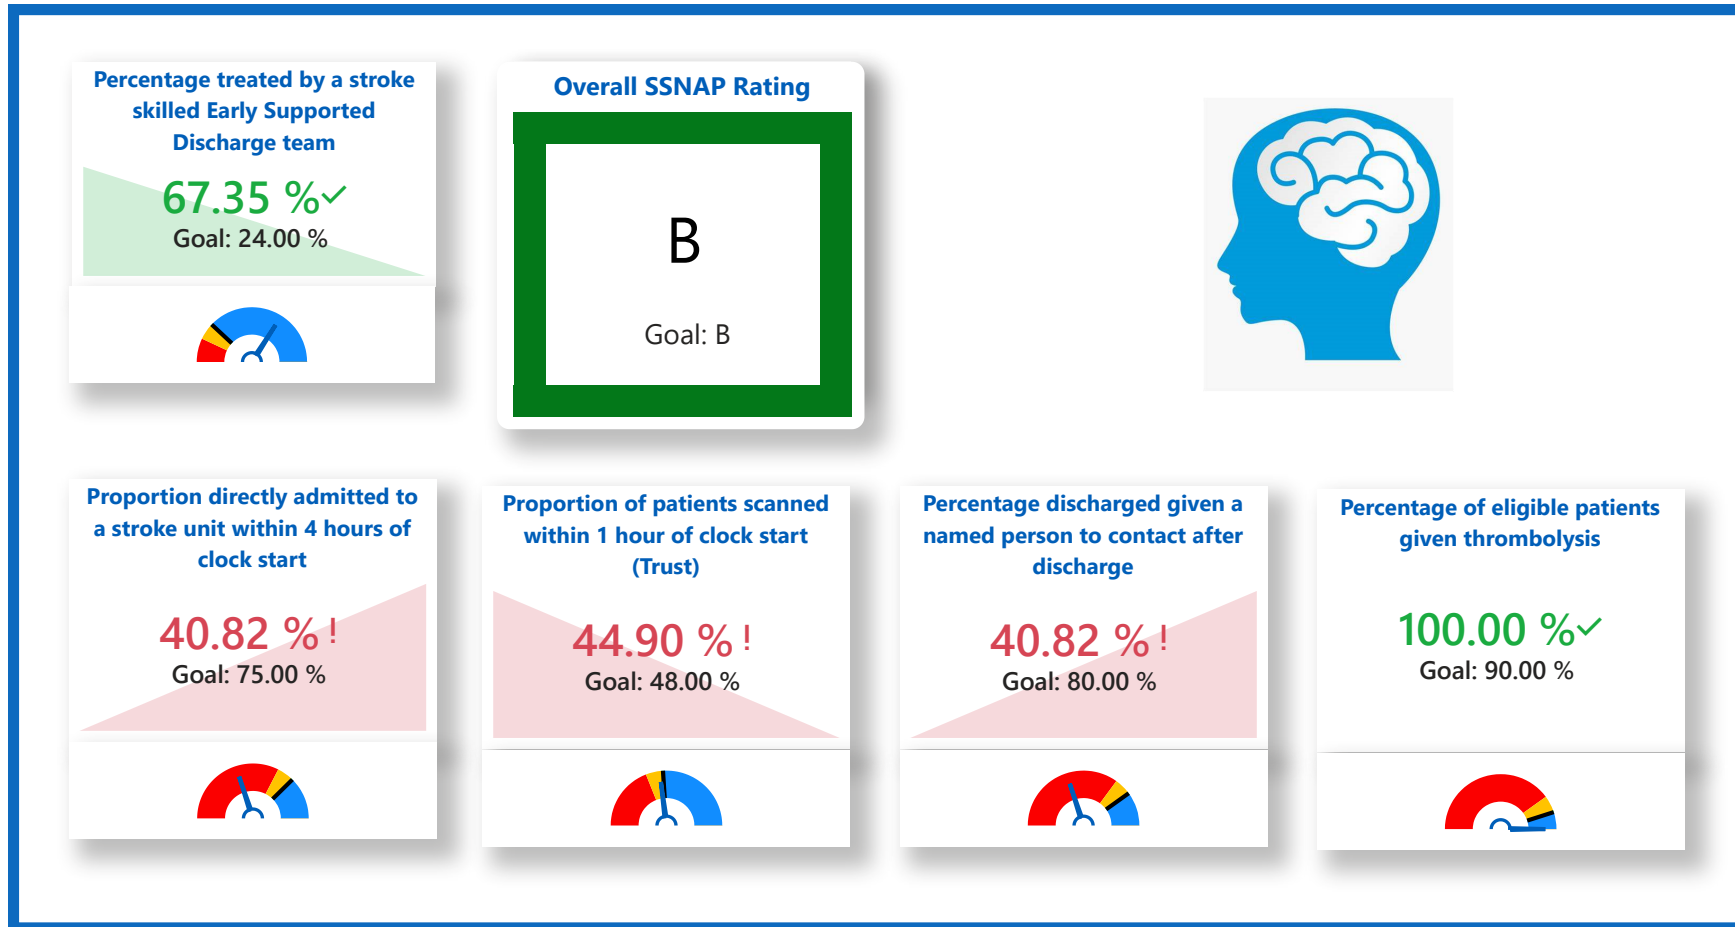 Percentage treated by a stroke
skilled Early Supported
Discharge team
67.35 %
Goal: 24.00 %
Overall SSNAP Rating
B
Goal: B
Proportion directly admitted to
a stroke unit within 4 hours of
clock start
40.82 % !
Goal: 75.00 %
Proportion of patients scanned
within 1 hour of clock start
(Trust)
44.90 % !
Goal: 48.00 %
Percentage discharged given a
named person to contact after
discharge
40.82 % !
Goal: 80.00 %
Percentage of eligible patients
given thrombolysis
100.00 %
Goal: 90.00 %